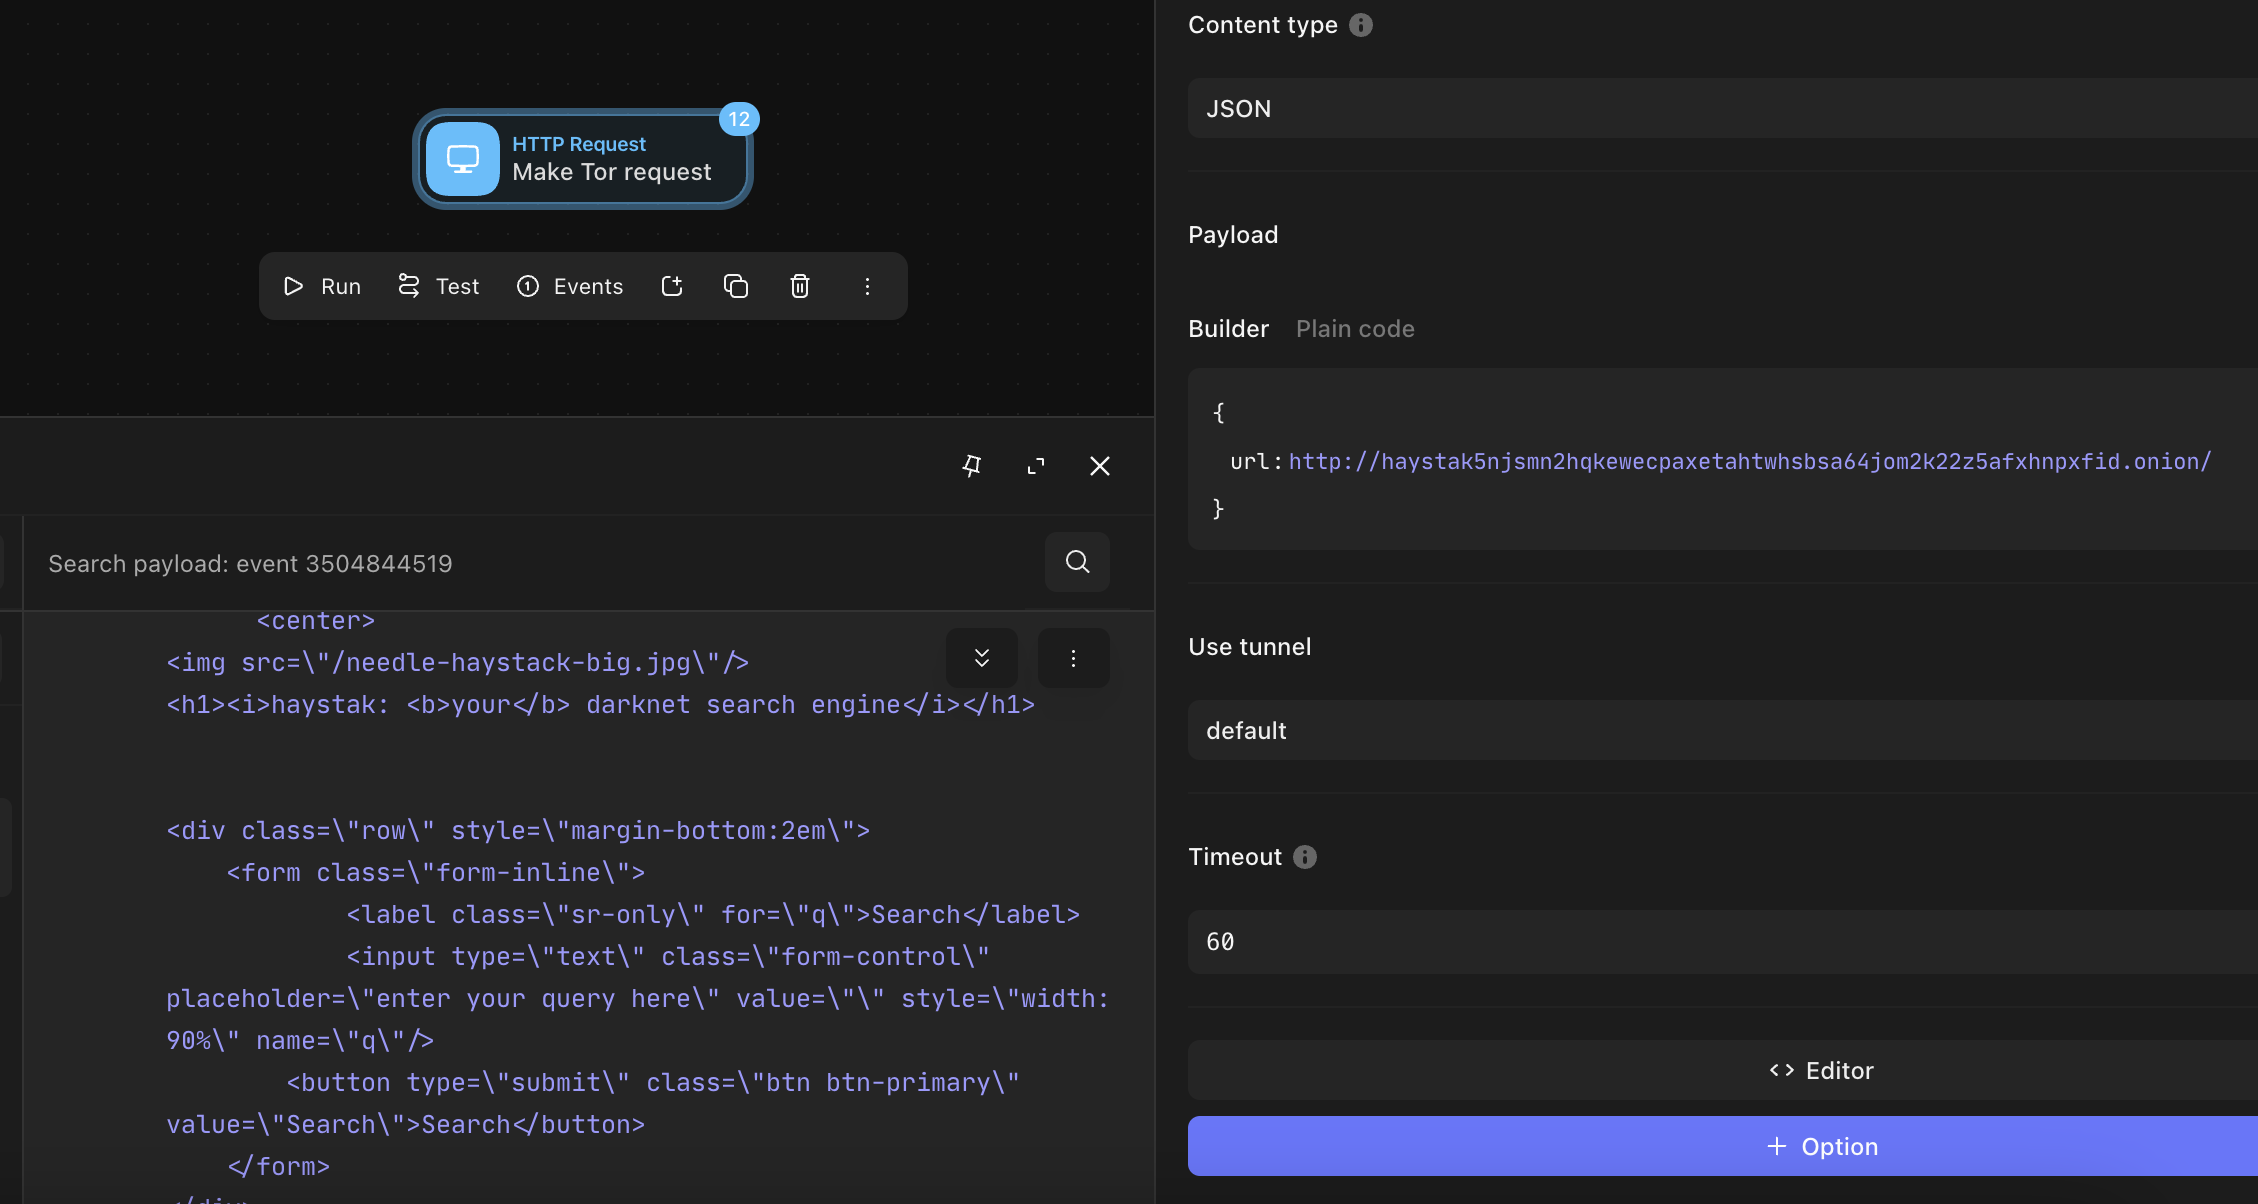 12
HTTP Request
Make Tor request
Run
Test
Events
Search payload: event 3504844519
<center>
<img src=\"/needle-haystack-big.jpg\"/>
<h1><i>haystak: <b>your</b> darknet search engine</i></h1>
<div class=\"row\" style=\"margin-bottom:2em\">
<form class=\"form-inline\">
<label class=\"sr-only\" for=\"q\">Search</label>
<input type=\"text\" class=\"form-control\"
placeholder=\"enter your query here\" value=\"\" style=\"width:
90%\" name=\"q\"/>
<button type=\"submit\" class=\"btn btn-primary\"
value=\"Search\">Search</button>
</form>
Content type
JSON
Payload
Builder
Plain code
{
url: http://haystak5njsmn2hqkewecpaxetahtwhsbsa64jom2k22z5afxhnpxfid.onion/
}
Use tunnel
default
Timeout
60
<> Editor
+ Option